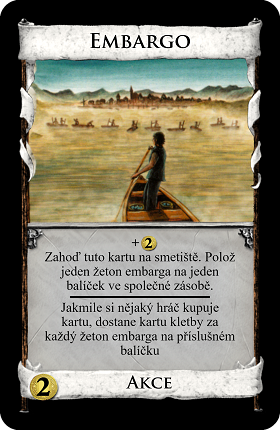 EMBARGO
+ 2
Zahoď tuto kartu na smetiště. Polož
jeden žeton embarga na jeden
balíček ve společné zásobě.
Jakmile si nějaký hráč kupuje
kartu, dostane kartu kletby za
každý žeton embarga na příslušném
balíčku
2
AKCE